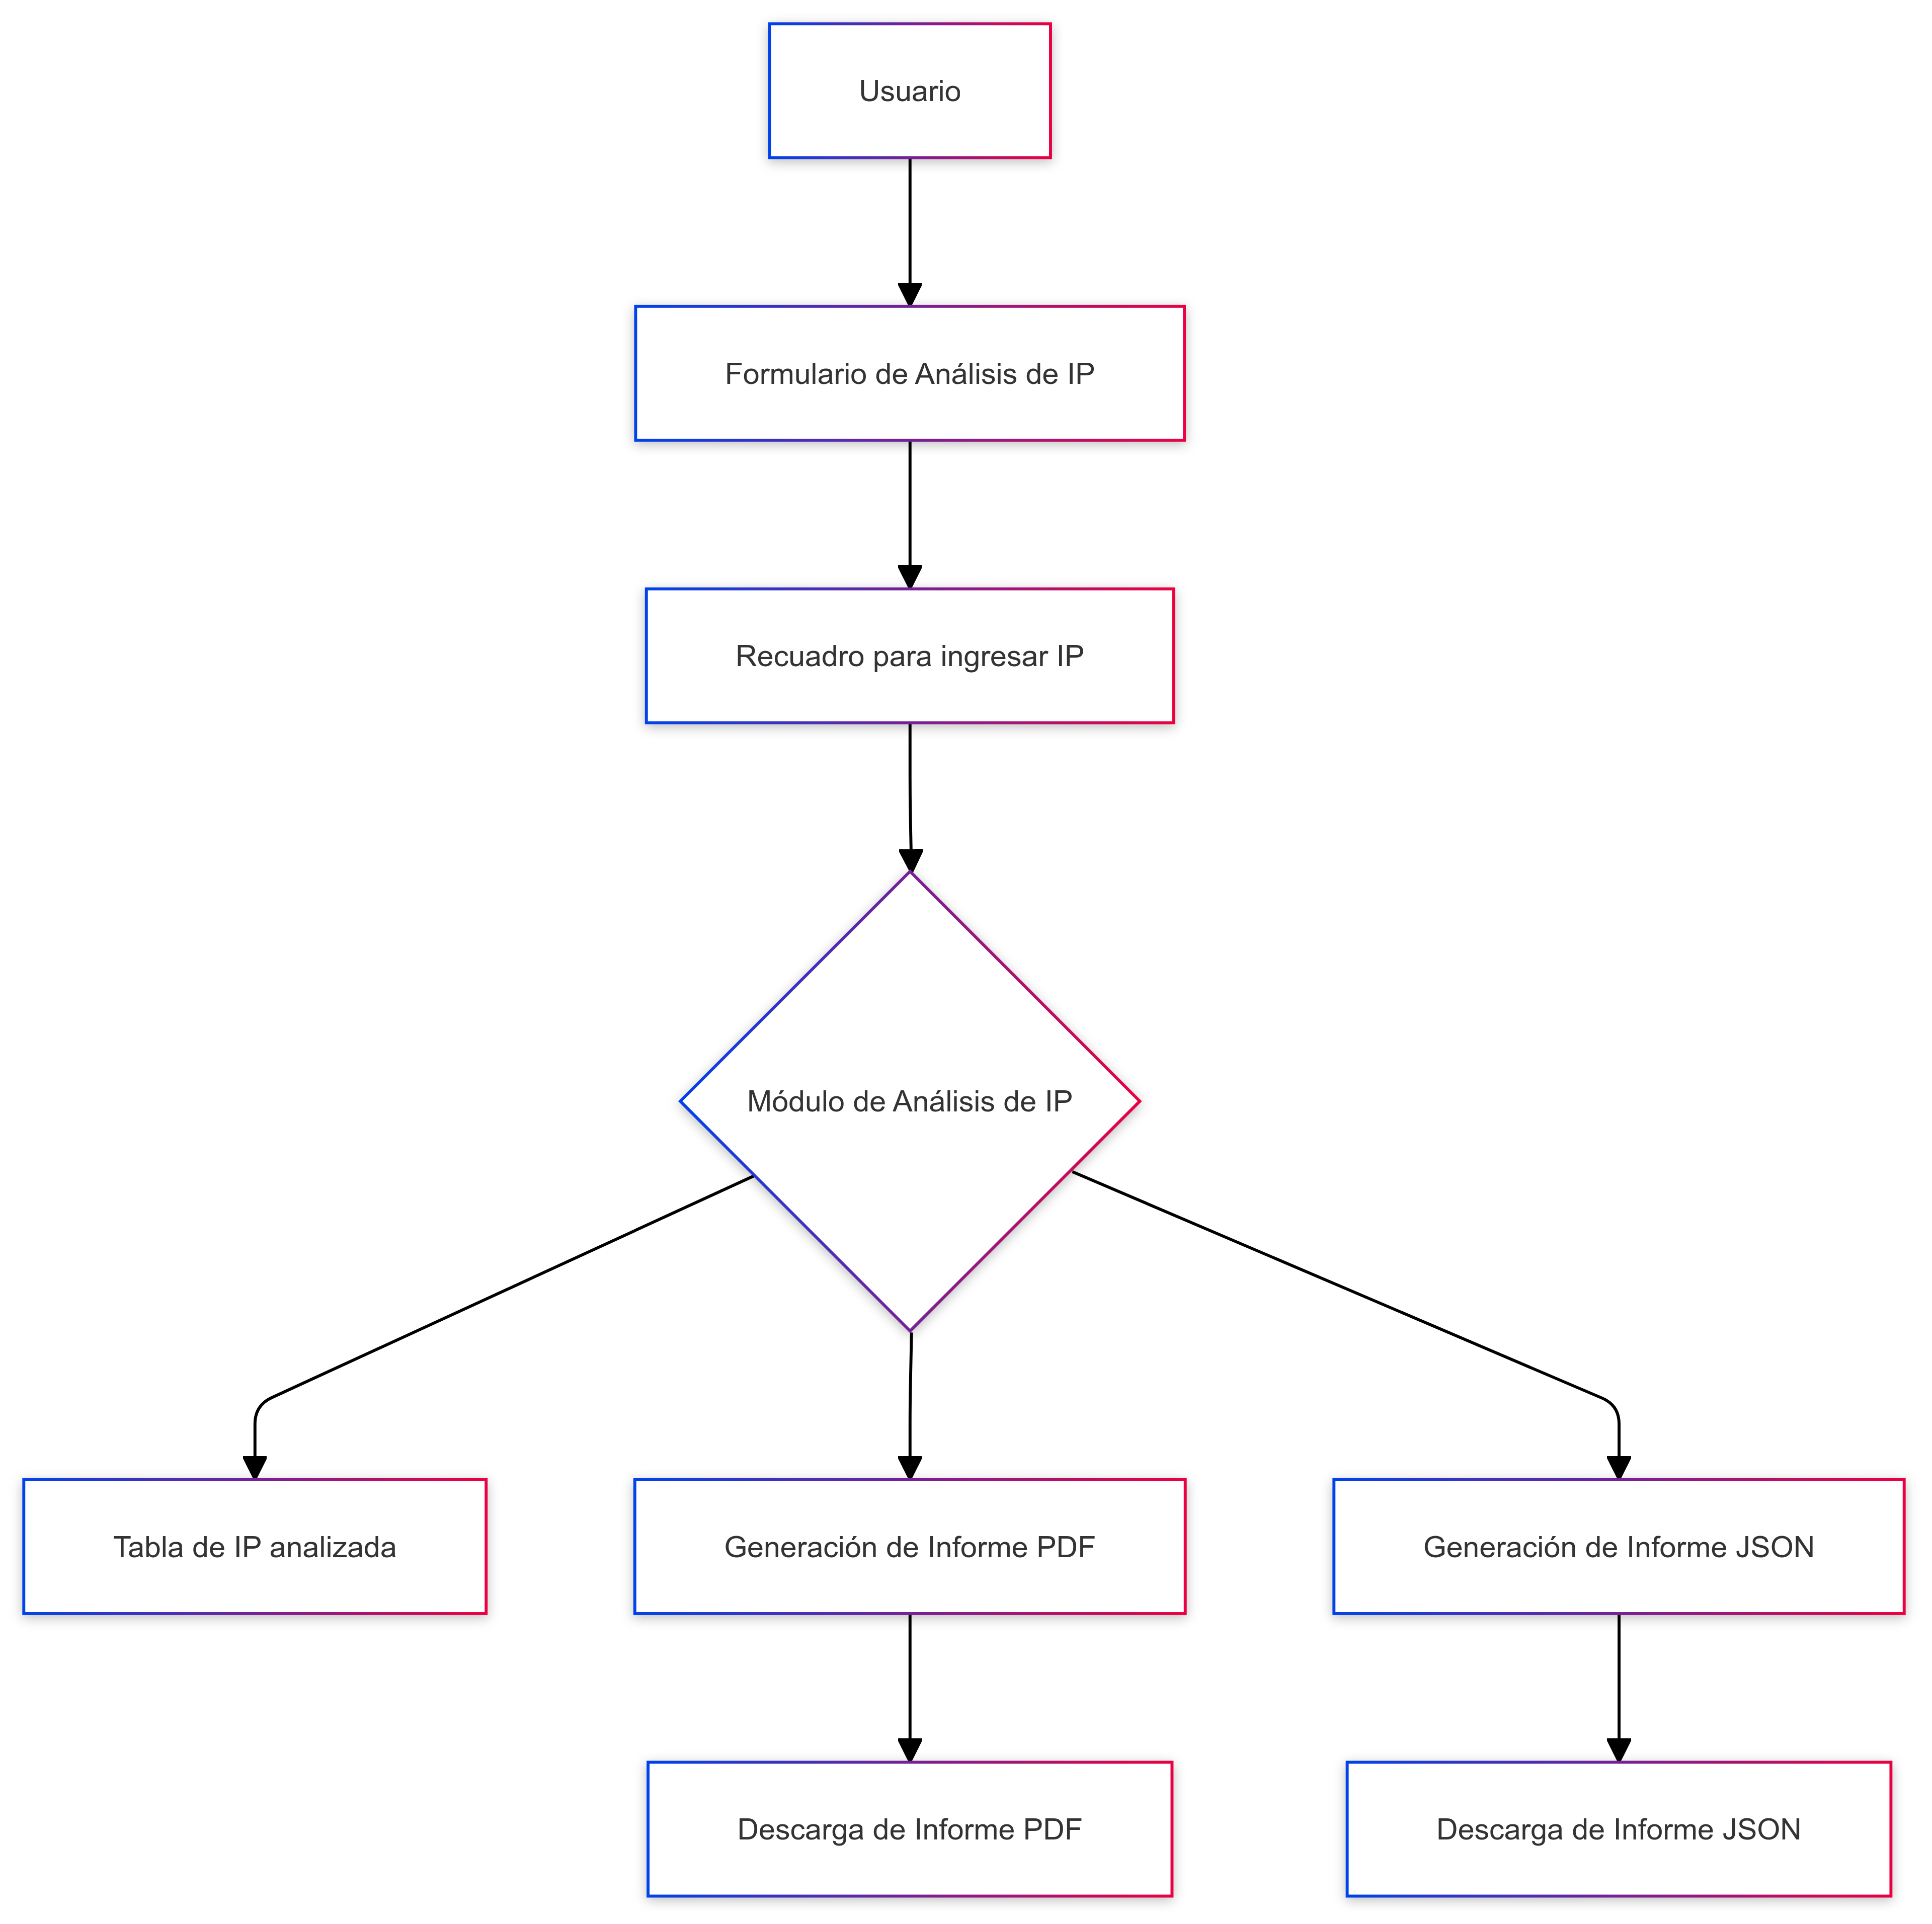 Usuario
Formulario de Análisis de IP
Recuadro para ingresar IP
Módulo de Análisis de IP
Tabla de IP analizada
Generación de Informe PDF
Generación de Informe JSON
Descarga de Informe PDF
Descarga de Informe JSON